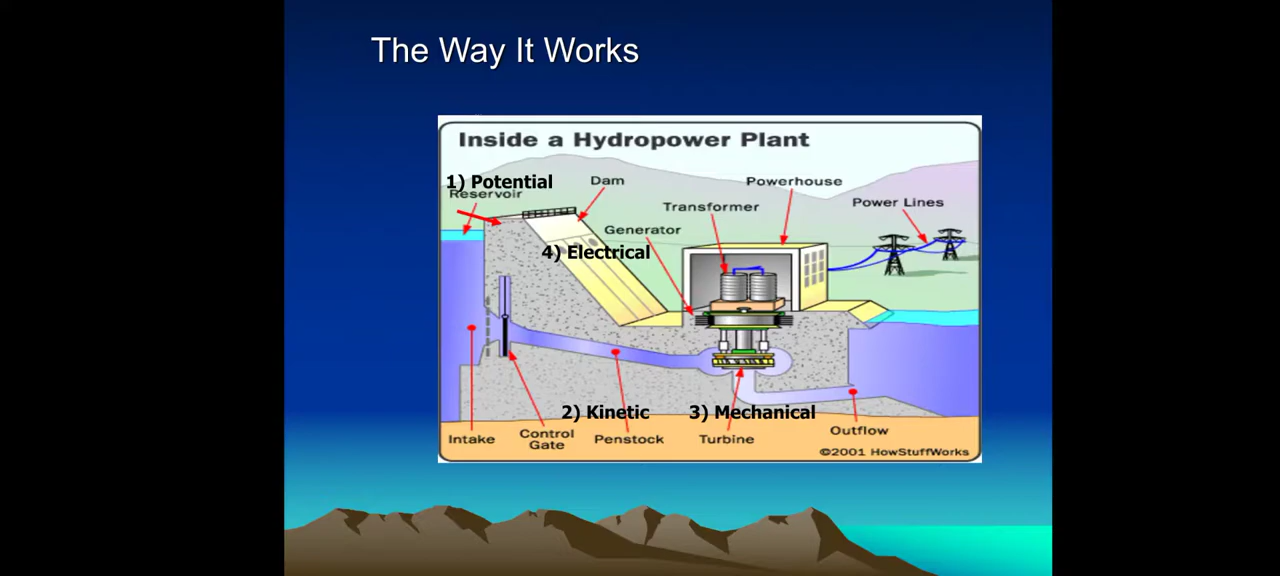 The Way It Works
Inside a Hydropower Plant
1) Potential
Reservoir
Dam
Powerhouse
Transformer
Power Lines
Generator
4) Electrical
2) Kinetic
3) Mechanical
Intake
Control
Gate
Penstock
Turbine
Outflow
©2001 HowStuffWorks